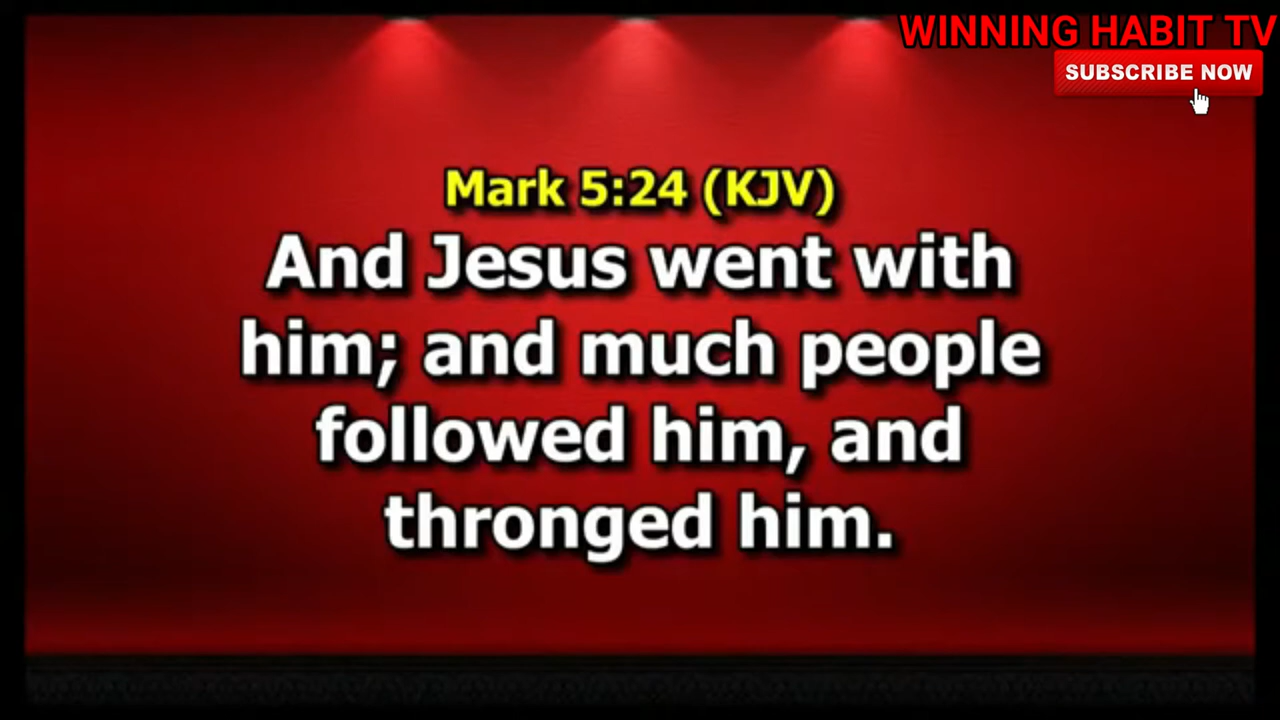 WINNING HABIT TV
SUBSCRIBE NOW
Mark 5:24 (KJV)
And Jesus went with
him; and much people
followed him, and
thronged him.